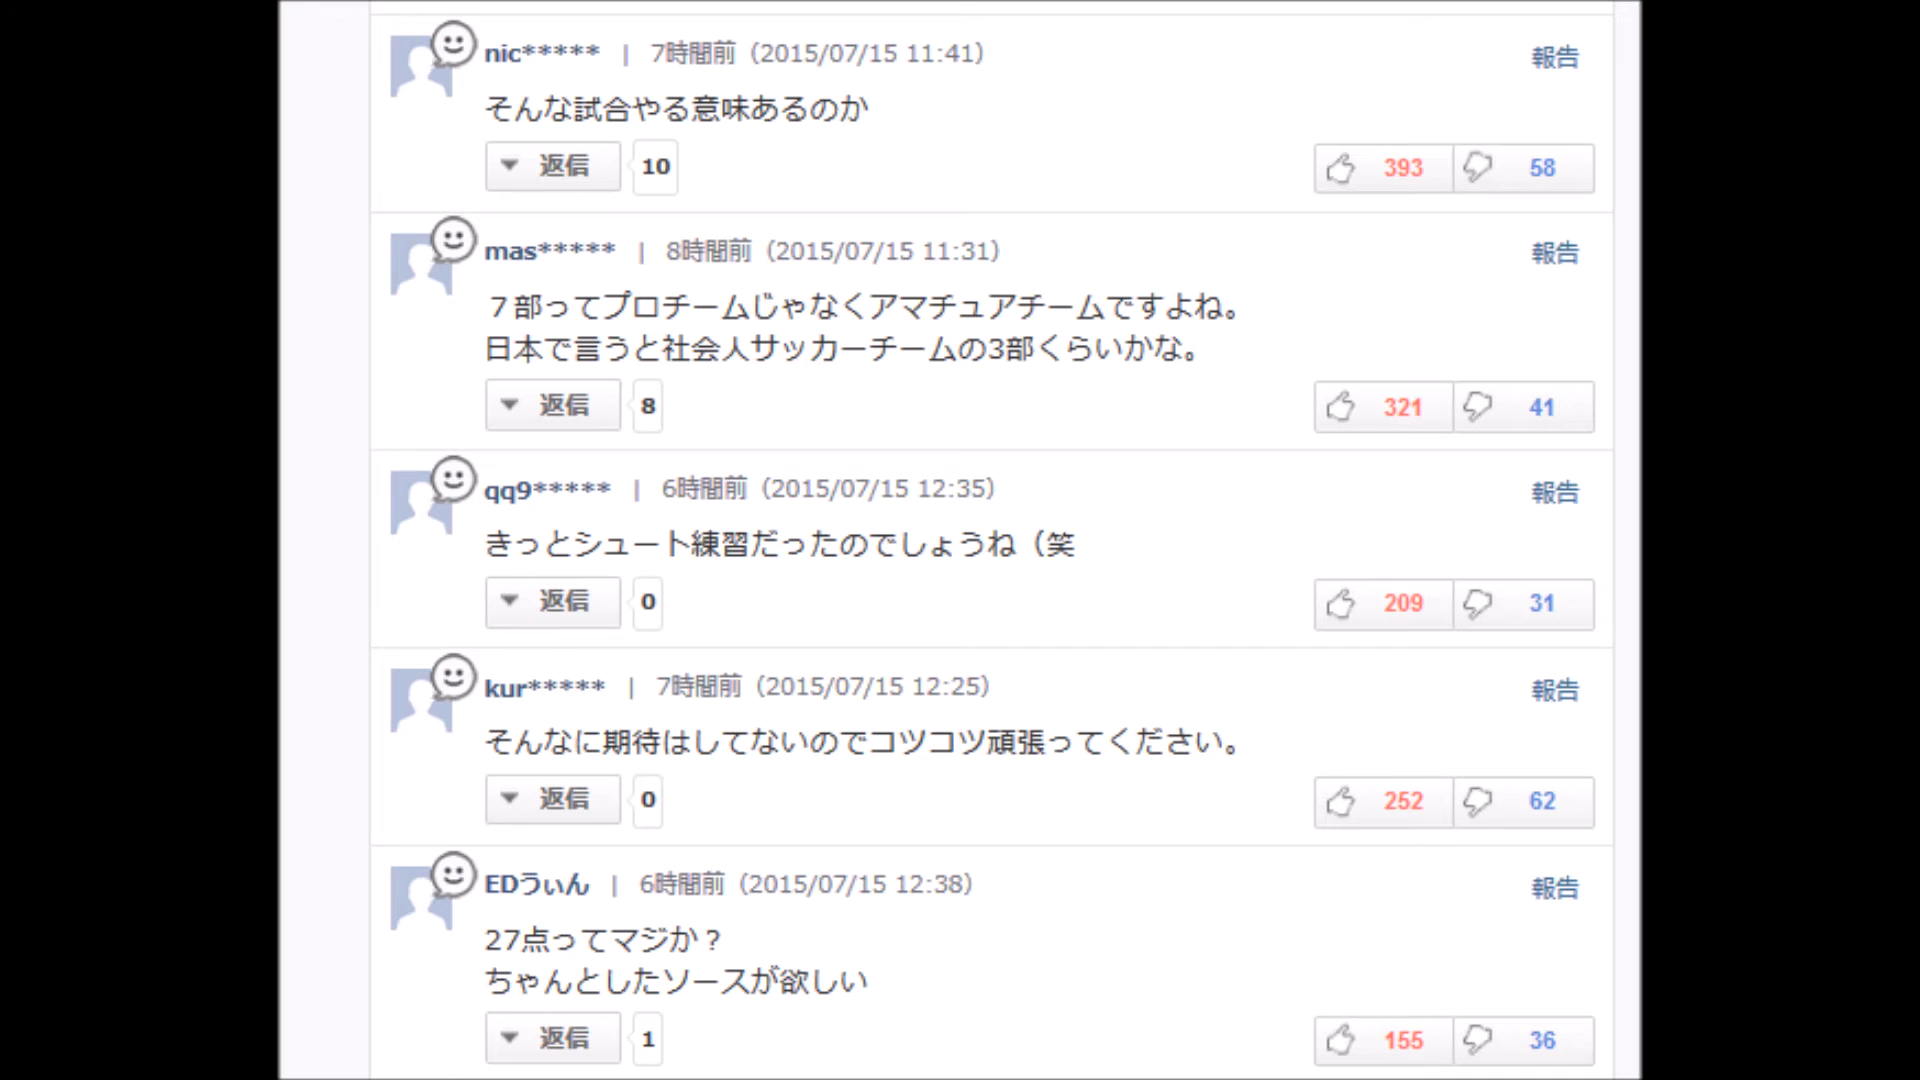 nic***** | 7時間前（2015/07/15 11:41） 報告
そんな試合やる意味あるのか
返信 10 393 58
mas***** | 8時間前（2015/07/15 11:31） 報告
７部ってプロチームじゃなくアマチュアチームですよね。
日本で言うと社会人サッカーチームの3部くらいかな。
返信 8 321 41
qq9***** | 6時間前（2015/07/15 12:35） 報告
きっとシュート練習だったのでしょうね（笑
返信 0 209 31
kur***** | 7時間前（2015/07/15 12:25） 報告
そんなに期待はしてないのでコツコツ頑張ってください。
返信 0 252 62
EDうぃん | 6時間前（2015/07/15 12:38） 報告
27点ってマジか？
ちゃんとしたソースが欲しい
返信 1 155 36